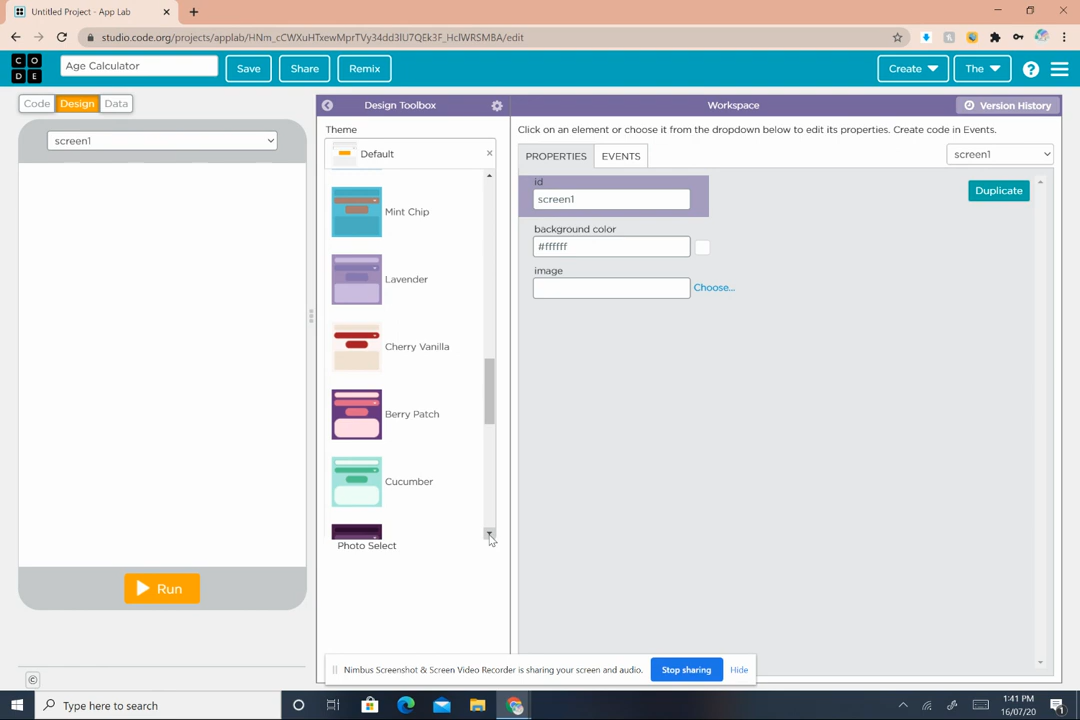 Untitled Project - App Lab
studio.code.org/projects/applab/HNm_cCWXuHTxewMprTVy34dd3IU7QEk3F_HclWRSMBA/edit
CO
DE
Age Calculator
Save
Share
Remix
Create
The
Code
Design
Data
Design Toolbox
Workspace
Version History
Theme
Click on an element or choose it from the dropdown below to edit its properties. Create code in Events.
screen1
Default
PROPERTIES
EVENTS
screen1
id
screen1
Duplicate
Mint Chip
background color
#ffffff
image
Choose...
Lavender
Cherry Vanilla
Berry Patch
Cucumber
Photo Select
Run
Nimbus Screenshot & Screen Video Recorder is sharing your screen and audio.
Stop sharing
Hide
Type here to search
1:41 PM
16/07/20
1